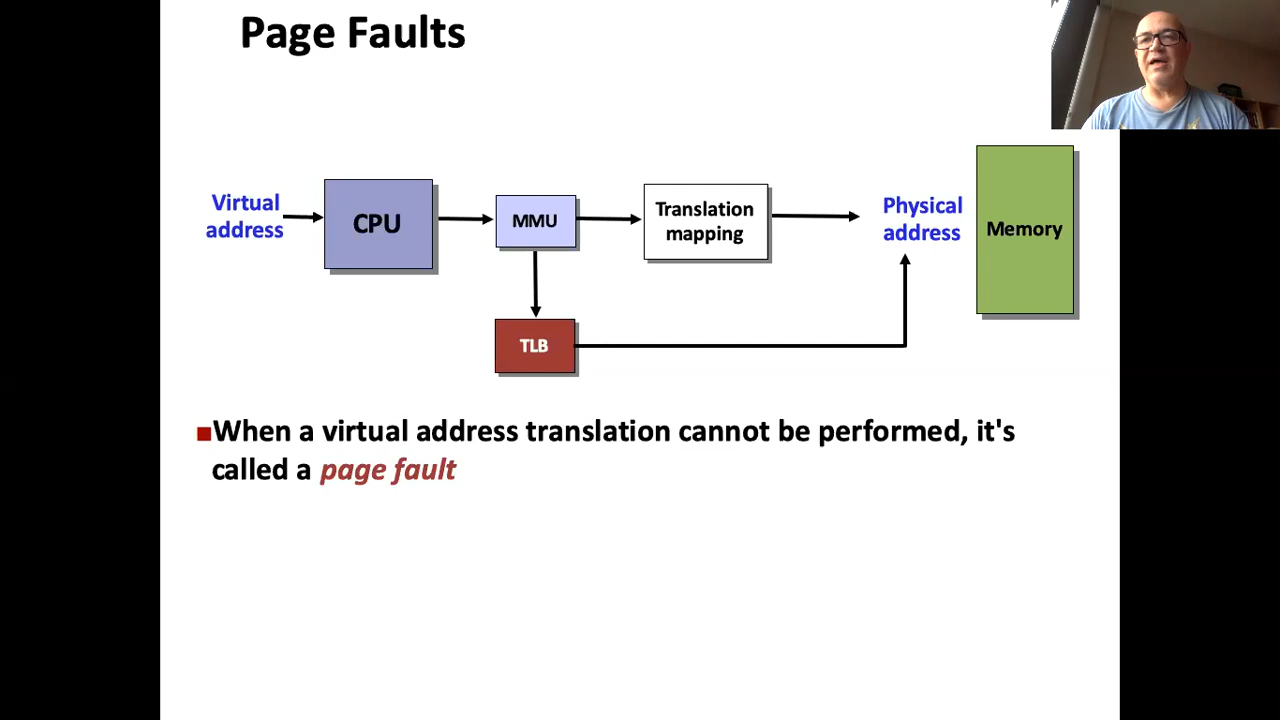 Page Faults
Virtual
address
CPU
MMU
Translation
mapping
Physical
address
Memory
TLB
When a virtual address translation cannot be performed, it's
called a page fault